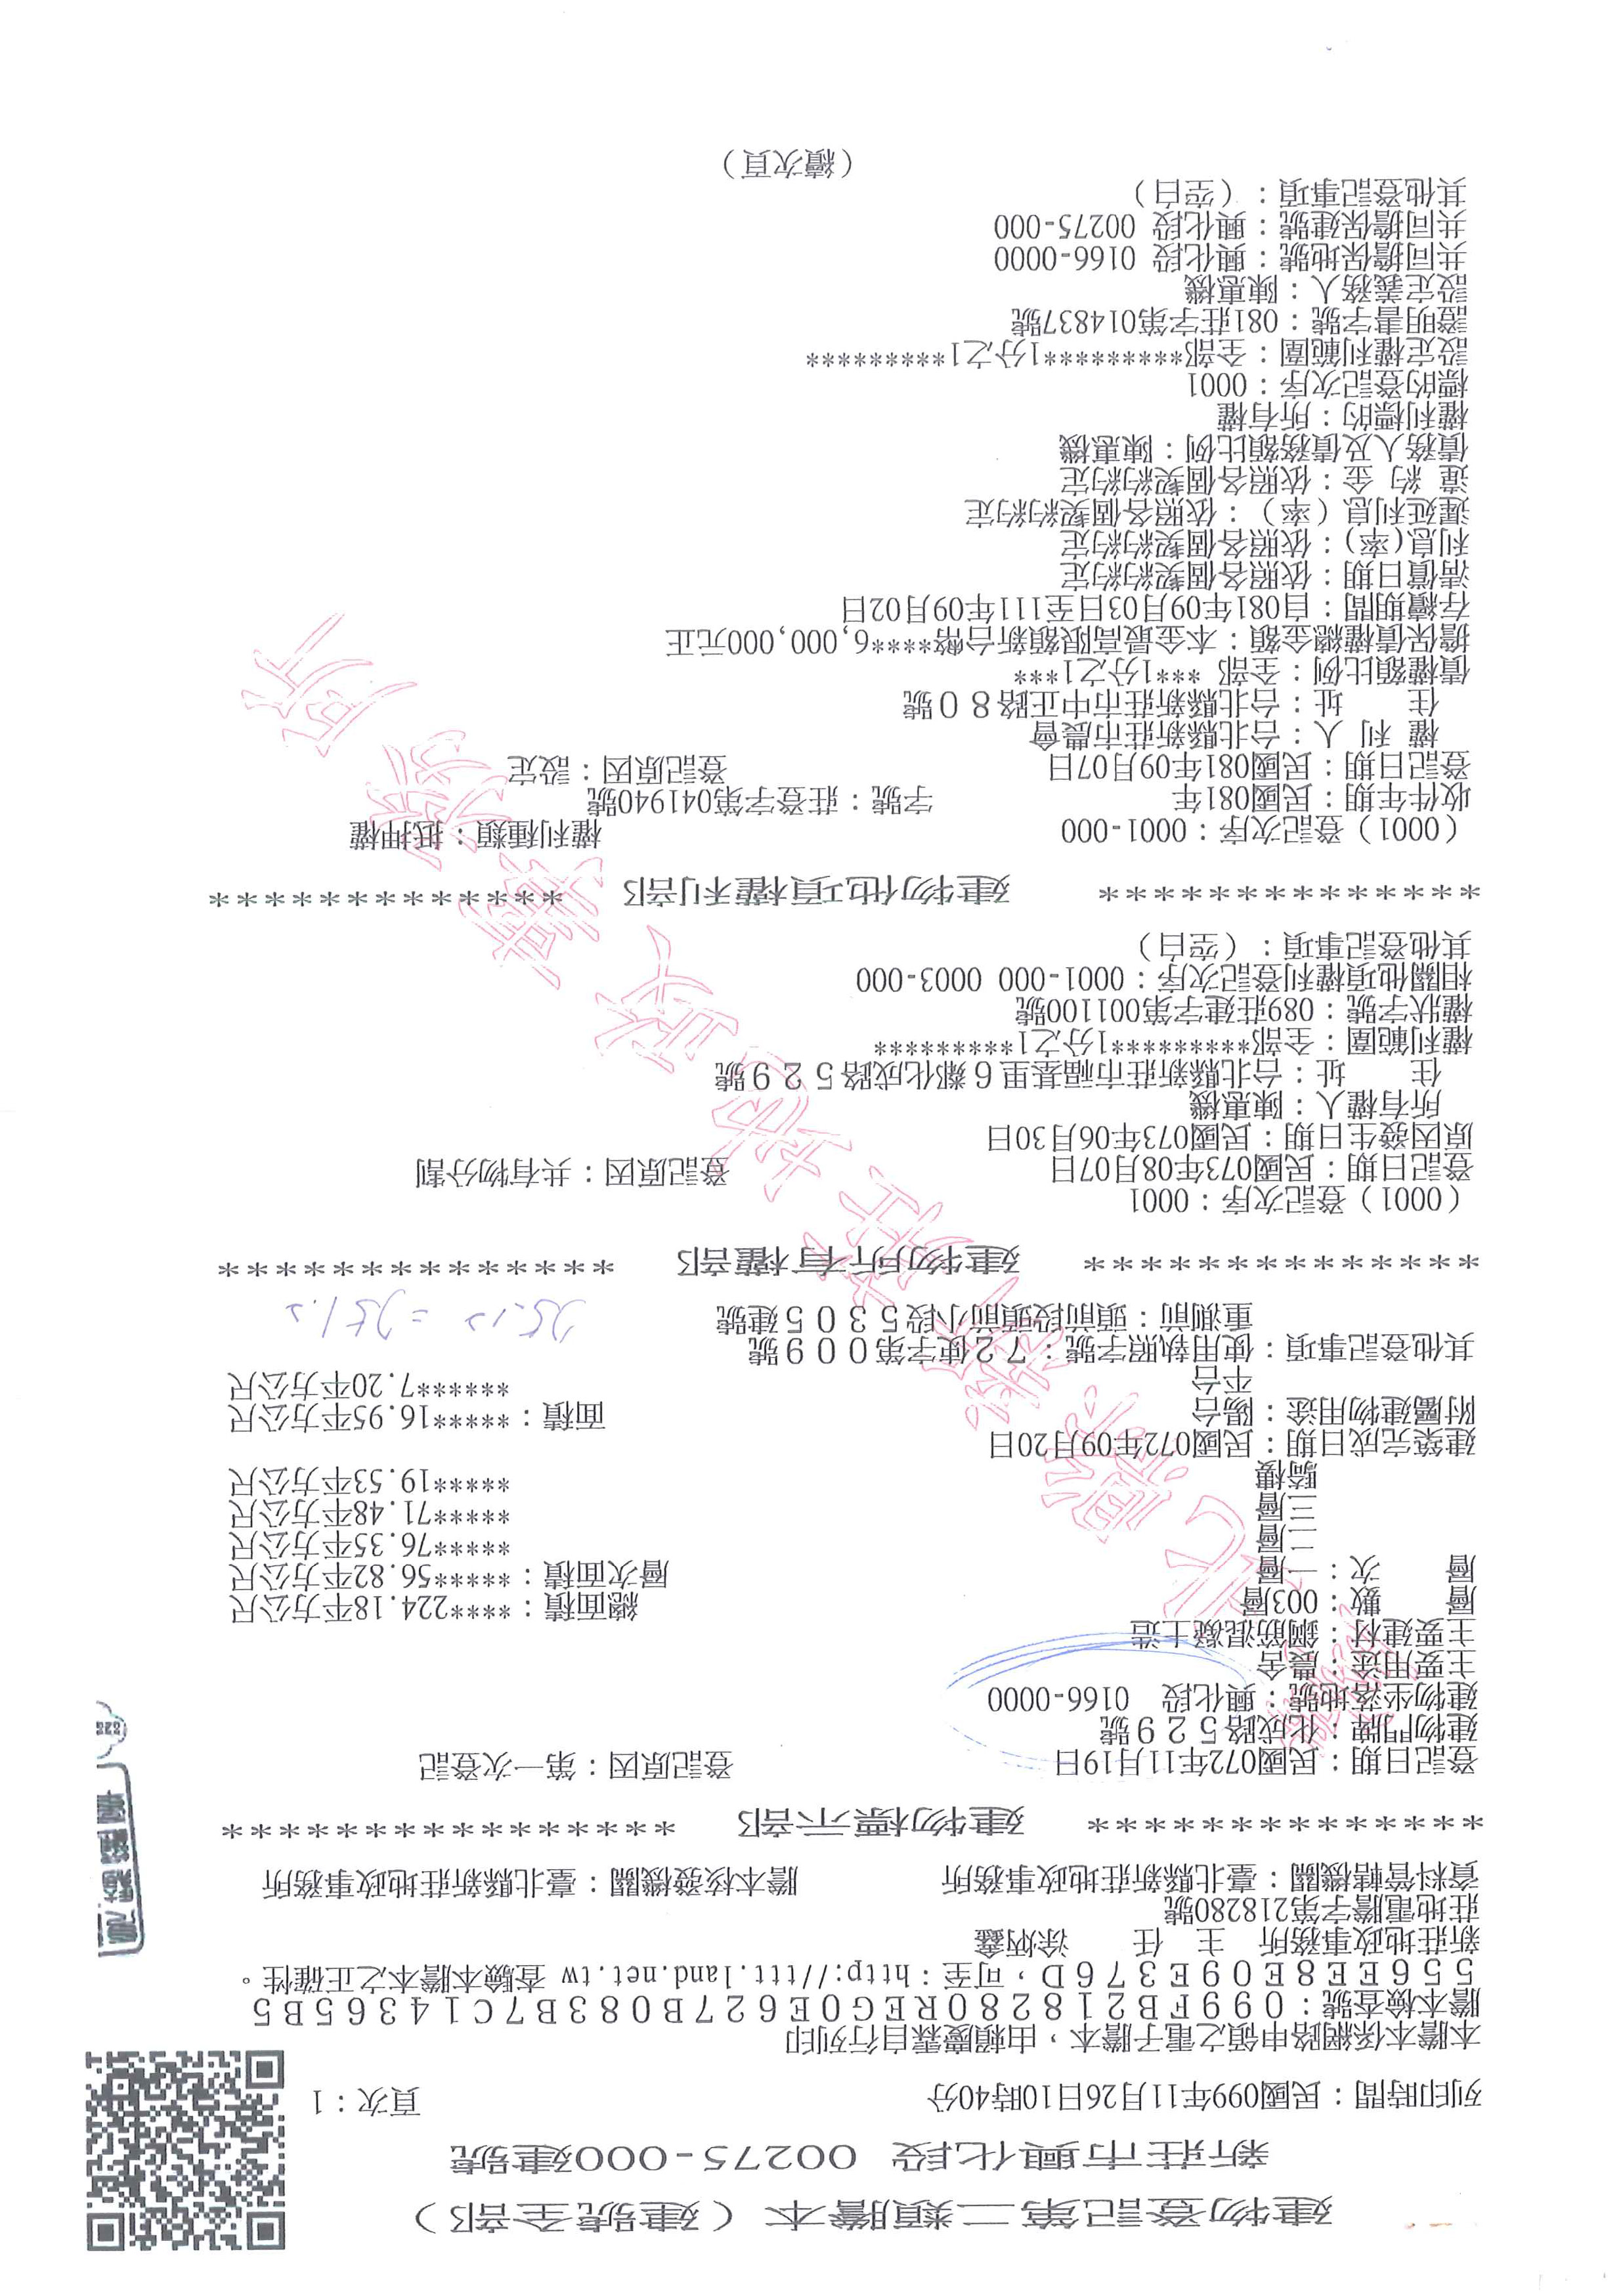 建物登記第二類謄本（建號全部）
新莊市興化段 00275-000建號
列印時間：民國099年11月26日10時40分
頁次：1
本謄本係網路申領之電子謄本，由賴慶霖自行列印
謄本檢查號：099FB218280REG0E627B083B7C14365B5
556EE8E09E376D，可至：http://ttt.land.net.tw 查驗本謄本之正確性。
新莊地政事務所 主 任 涂炳鑫
莊地電謄字第218280號
資料管轄機關：臺北縣新莊地政事務所 謄本核發機關：臺北縣新莊地政事務所
************** 建物標示部 ****************
登記日期：民國072年11月19日 登記原因：第一次登記
建物門牌：化成路５２９號
建物坐落地號：興化段 0166-0000
主要用途：農舍
主要建材：鋼筋混凝土造
層 數：003層 總面積：****224.18平方公尺
層 次：一層 層次面積：*****56.82平方公尺
二層 *****76.35平方公尺
三層 *****71.48平方公尺
騎樓 *****19.53平方公尺
建築完成日期：民國072年09月20日
附屬建物用途：陽台 面積：*****16.95平方公尺
平台 ******7.20平方公尺
其他登記事項：使用執照字號：７２使字第００９號
重測前：頭前段頭前小段５３０５建號
************** 建物所有權部 **************
（0001）登記次序：0001
登記日期：民國073年08月07日 登記原因：共有物分割
原因發生日期：民國073年06月30日
所有權人：陳惠機
住 址：台北縣新莊市福基里６鄰化成路５２９號
權利範圍：全部**********1分之1*********
權狀字號：089莊建字第001100號
相關他項權利登記次序：0001-000 0003-000
其他登記事項：（空白）
************** 建物他項權利部 *************
（0001）登記次序：0001-000 權利種類：抵押權
收件年期：民國081年 字號：莊登字第041940號
登記日期：民國081年09月07日 登記原因：設定
權 利 人：台北縣新莊市農會
住 址：台北縣新莊市中正路８０號
債權額比例：全部 ***1分之1***
擔保債權總金額：本金最高限額新台幣****6,000,000元正
存續期間：自081年09月03日至111年09月02日
清償日期：依照各個契約約定
利息(率)：依照各個契約約定
遲延利息（率）：依照各個契約約定
違 約 金：依照各個契約約定
債務人及債務額比例：陳惠機
權利標的：所有權
標的登記次序：0001
設定權利範圍：全部*********1分之1*********
證明書字號：081莊字第014837號
設定義務人：陳惠機
共同擔保地號：興化段 0166-0000
共同擔保建號：興化段 00275-000
其他登記事項：（空白）
（續次頁）